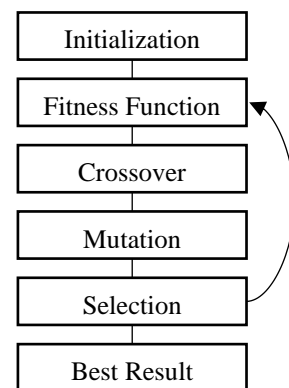 Initialization
Fitness Function
Crossover
Mutation
Selection
Best Result